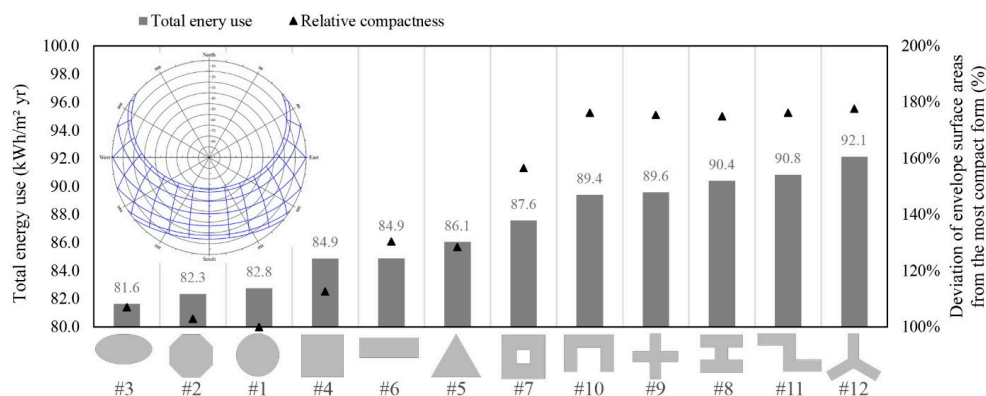 Total enery use
Relative compactness
Total energy use (kWh/m² yr)
100.0
98.0
96.0
94.0
92.0
90.0
88.0
86.0
84.0
82.0
80.0
North
West
East
South
81.6
82.3
82.8
84.9
84.9
86.1
87.6
89.4
89.6
90.4
90.8
92.1
200%
180%
160%
140%
120%
100%
Deviation of envelope surface areas
from the most compact form (%)
#3 #2 #1 #4 #6 #5 #7 #10 #9 #8 #11 #12